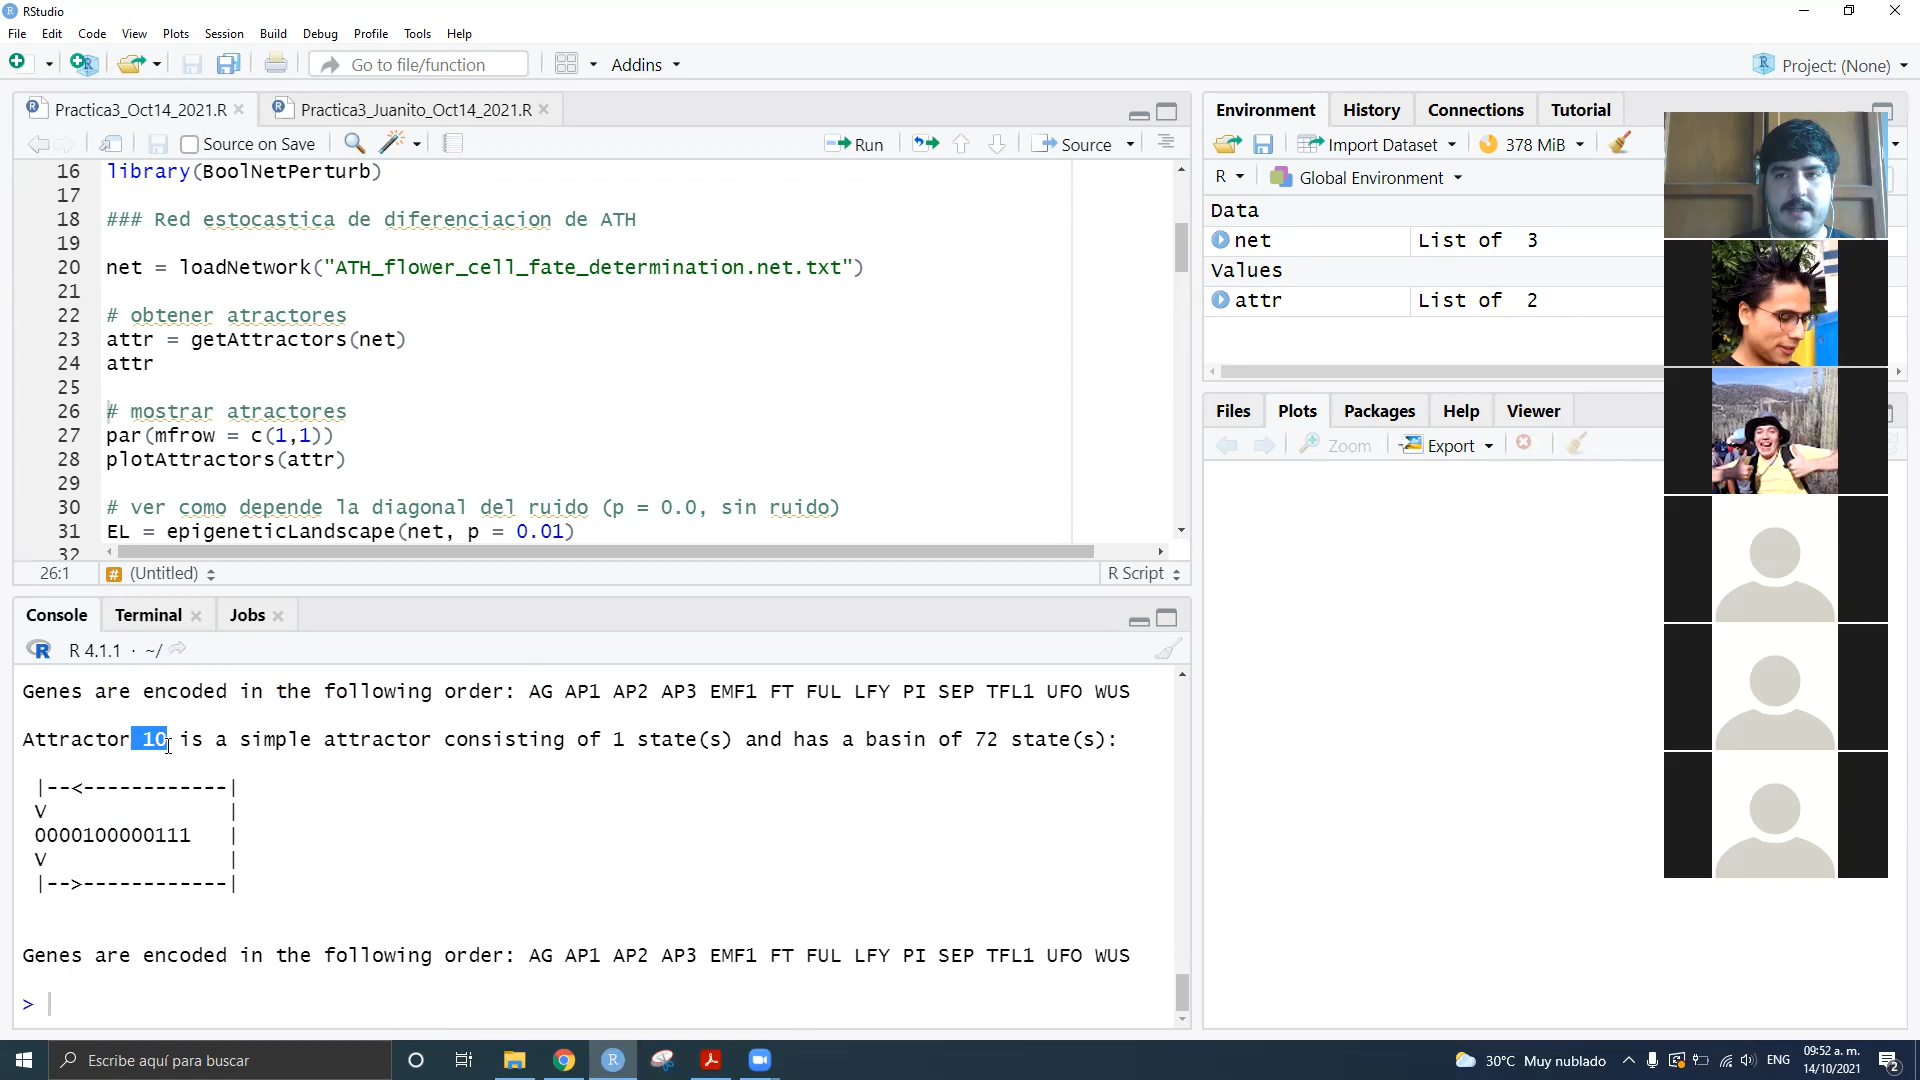 RStudio
File Edit Code View Plots Session Build Debug Profile Tools Help
Go to file/function Addins Project: (None)
Practica3_Oct14_2021.R Practica3_Juanito_Oct14_2021.R
Source on Save Run Source
16 library(BoolNetPerturb)
17
18 ### Red estocastica de diferenciacion de ATH
19
20 net = loadNetwork("ATH_flower_cell_fate_determination.net.txt")
21
22 # obtener atractores
23 attr = getAttractors(net)
24 attr
25
26 # mostrar atractores
27 par(mfrow = c(1,1))
28 plotAttractors(attr)
29
30 # ver como depende la diagonal del ruido (p = 0.0, sin ruido)
31 EL = epigeneticLandscape(net, p = 0.01)
32
26:1 (Untitled) R Script
Console Terminal Jobs
R 4.1.1 · ~/
Genes are encoded in the following order: AG AP1 AP2 AP3 EMF1 FT FUL LFY PI SEP TFL1 UFO WUS
Attractor 10 is a simple attractor consisting of 1 state(s) and has a basin of 72 state(s):
|--<------------|
V |
0000100000111 |
V |
|-->------------|
Genes are encoded in the following order: AG AP1 AP2 AP3 EMF1 FT FUL LFY PI SEP TFL1 UFO WUS
>
Environment History Connections Tutorial
Import Dataset 378 MiB
R Global Environment
Data
net List of 3
Values
attr List of 2
Files Plots Packages Help Viewer
Zoom Export
Escribe aquí para buscar
30°C Muy nublado ENG
09:52 a. m.
14/10/2021
2